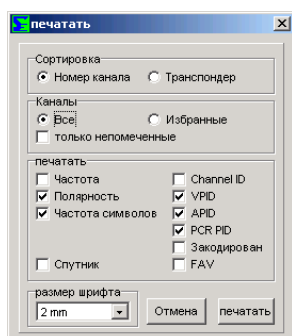 печатать
Сортировка
Номер канала Транспондер
Каналы
Все Избранные
только непомеченные
печатать
Частота Channel ID
Полярность VPID
Частота символов APID
PCR PID
Закодирован
Спутник FAV
размер шрифта
2 mm Отмена печатать